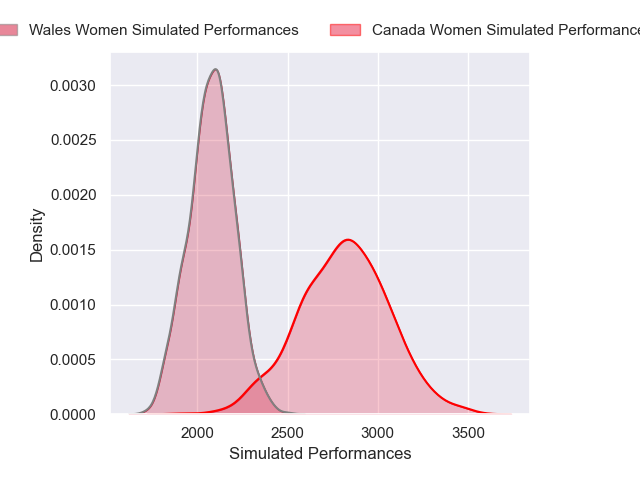 Wales Women Simulated Performances Canada Women Simulated Performance
0.0030
0.0025
0.0020
0.0015
0.0010
0.0005
0.0000
Density
2000 2500 3000 3500
Simulated Performances